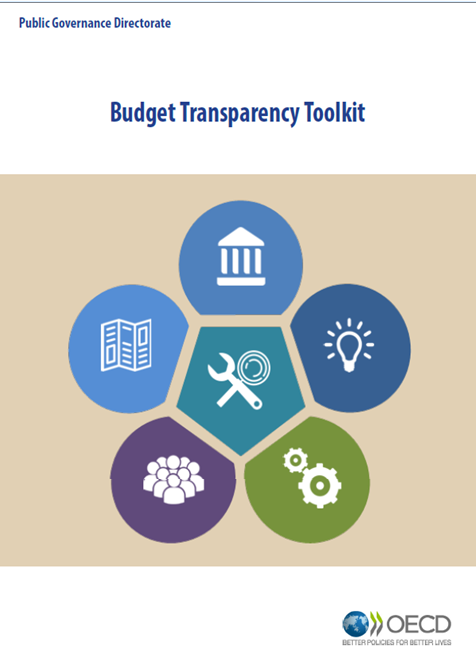 Public Governance Directorate
Budget Transparency Toolkit
OECD
BETTER POLICIES FOR BETTER LIVES